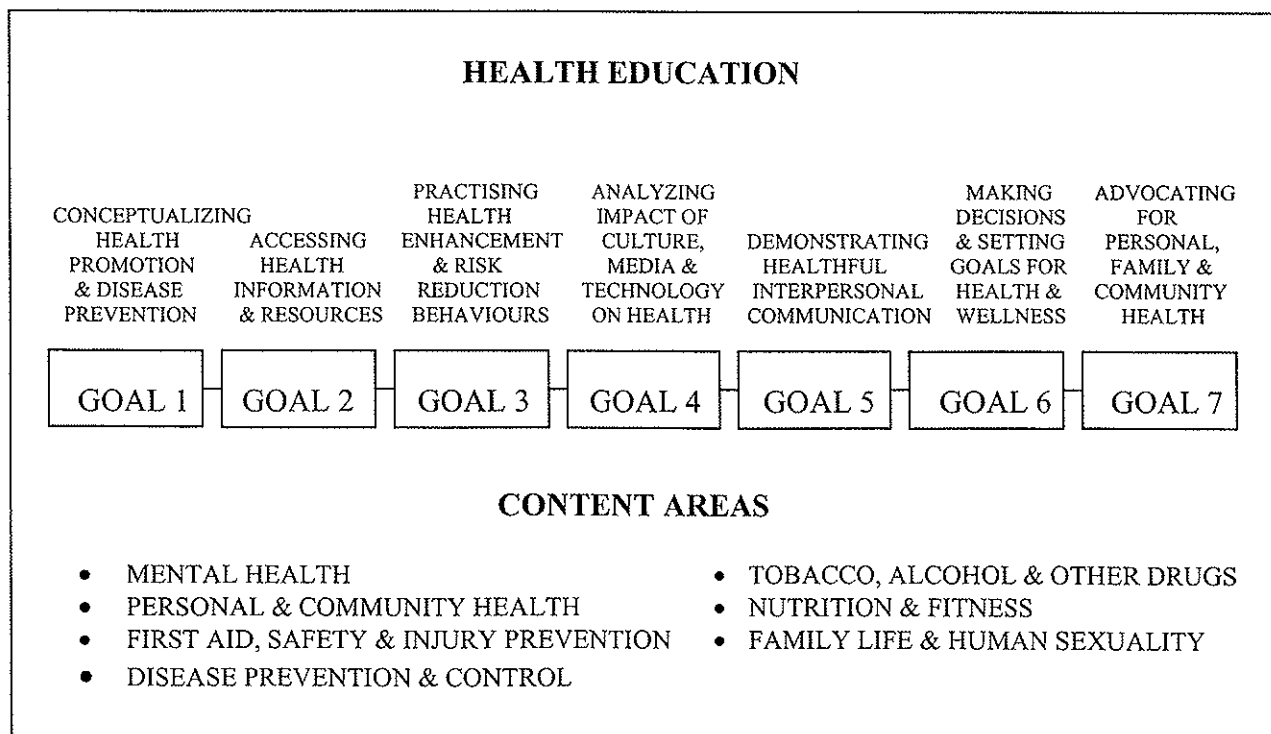 HEALTH EDUCATION
CONCEPTUALIZING
HEALTH
PROMOTION
& DISEASE
PREVENTION
ACCESSING
HEALTH
INFORMATION
& RESOURCES
PRACTISING
HEALTH
ENHANCEMENT
& RISK
REDUCTION
BEHAVIOURS
ANALYZING
IMPACT OF
CULTURE,
MEDIA &
TECHNOLOGY
ON HEALTH
DEMONSTRATING
HEALTHFUL
INTERPERSONAL
COMMUNICATION
MAKING
DECISIONS
& SETTING
GOALS FOR
HEALTH &
WELLNESS
ADVOCATING
FOR
PERSONAL,
FAMILY &
COMMUNITY
HEALTH
GOAL 1
GOAL 2
GOAL 3
GOAL 4
GOAL 5
GOAL 6
GOAL 7
CONTENT AREAS
• MENTAL HEALTH
• PERSONAL & COMMUNITY HEALTH
• FIRST AID, SAFETY & INJURY PREVENTION
• DISEASE PREVENTION & CONTROL
• TOBACCO, ALCOHOL & OTHER DRUGS
• NUTRITION & FITNESS
• FAMILY LIFE & HUMAN SEXUALITY